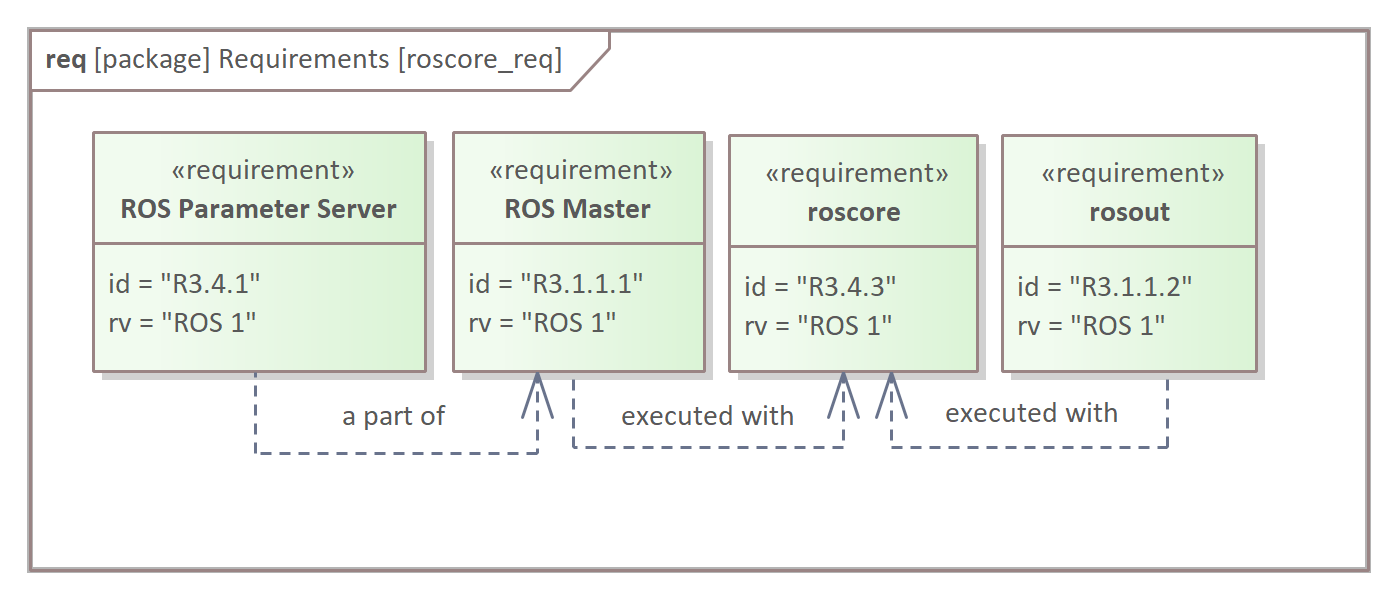 req [package] Requirements [roscore_req]
«requirement»
ROS Parameter Server
id = "R3.4.1"
rv = "ROS 1"
«requirement»
ROS Master
id = "R3.1.1.1"
rv = "ROS 1"
«requirement»
roscore
id = "R3.4.3"
rv = "ROS 1"
«requirement»
rosout
id = "R3.1.1.2"
rv = "ROS 1"
a part of
executed with
executed with